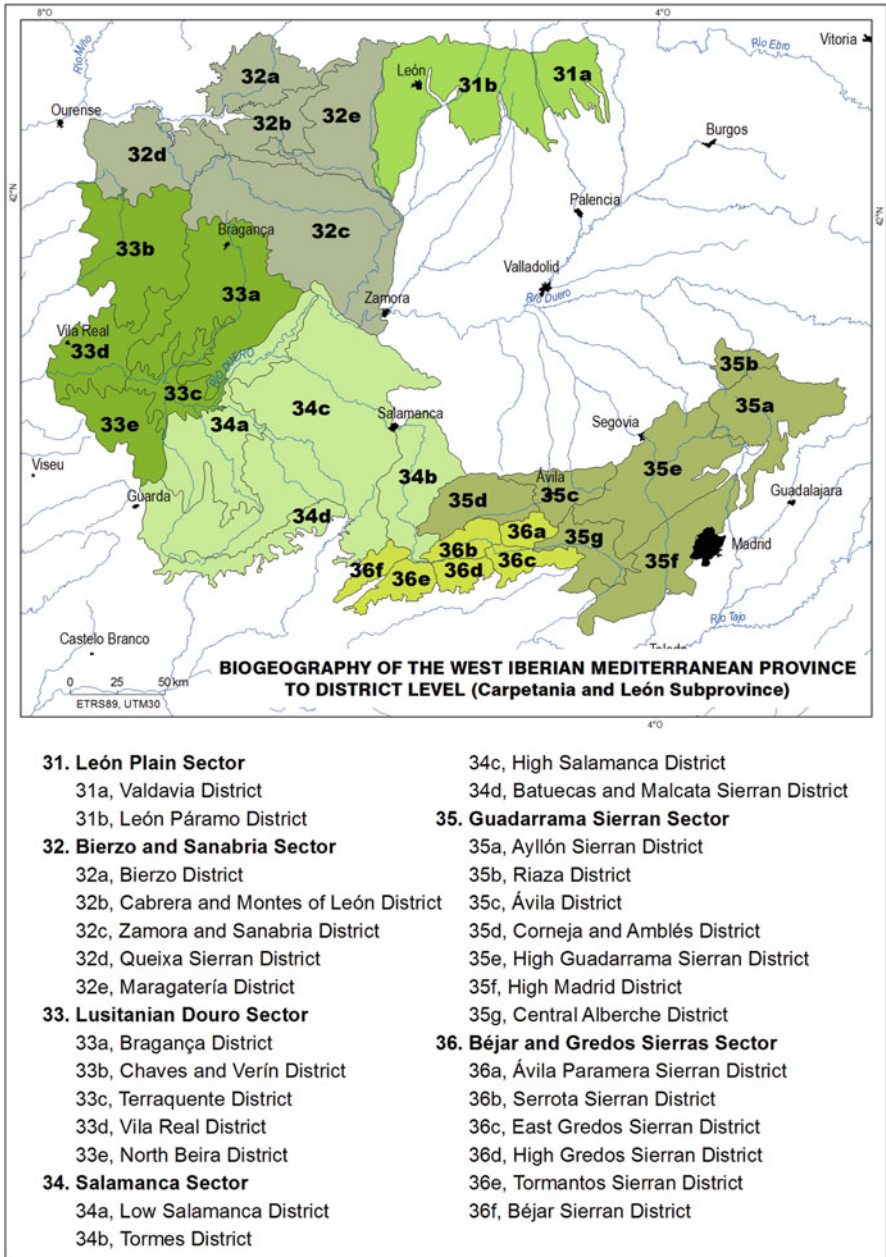 8°O
4°O
Río Miño
Río Ebro
Vitoria
32a
León
31b
31a
Ourense
32b
32e
Burgos
32d
42°N
42°N
Palencia
33b
Bragança
32c
Valladolid
33a
Río Duero
Zamora
Vila Real
33d
RÍO DUERO
35b
33c
35a
34c
Salamanca
Segovia
33e
34a
35e
Viseu
34b
Ávila
Guarda
35d
35c
Guadalajara
34d
36a
36b
35g
Madrid
36f
36c
35f
36e
36d
Río Tajo
Castelo Branco
Toledo
BIOGEOGRAPHY OF THE WEST IBERIAN MEDITERRANEAN PROVINCE
TO DISTRICT LEVEL (Carpetania and León Subprovince)
0 25 50 km
ETRS89, UTM30
4°O
31. León Plain Sector
31a, Valdavia District
31b, León Páramo District
32. Bierzo and Sanabria Sector
32a, Bierzo District
32b, Cabrera and Montes of León District
32c, Zamora and Sanabria District
32d, Queixa Sierran District
32e, Maragatería District
33. Lusitanian Douro Sector
33a, Bragança District
33b, Chaves and Verín District
33c, Terraquente District
33d, Vila Real District
33e, North Beira District
34. Salamanca Sector
34a, Low Salamanca District
34b, Tormes District
34c, High Salamanca District
34d, Batuecas and Malcata Sierran District
35. Guadarrama Sierran Sector
35a, Ayllón Sierran District
35b, Riaza District
35c, Ávila District
35d, Corneja and Amblés District
35e, High Guadarrama Sierran District
35f, High Madrid District
35g, Central Alberche District
36. Béjar and Gredos Sierras Sector
36a, Ávila Paramera Sierran District
36b, Serrota Sierran District
36c, East Gredos Sierran District
36d, High Gredos Sierran District
36e, Tormantos Sierran District
36f, Béjar Sierran District